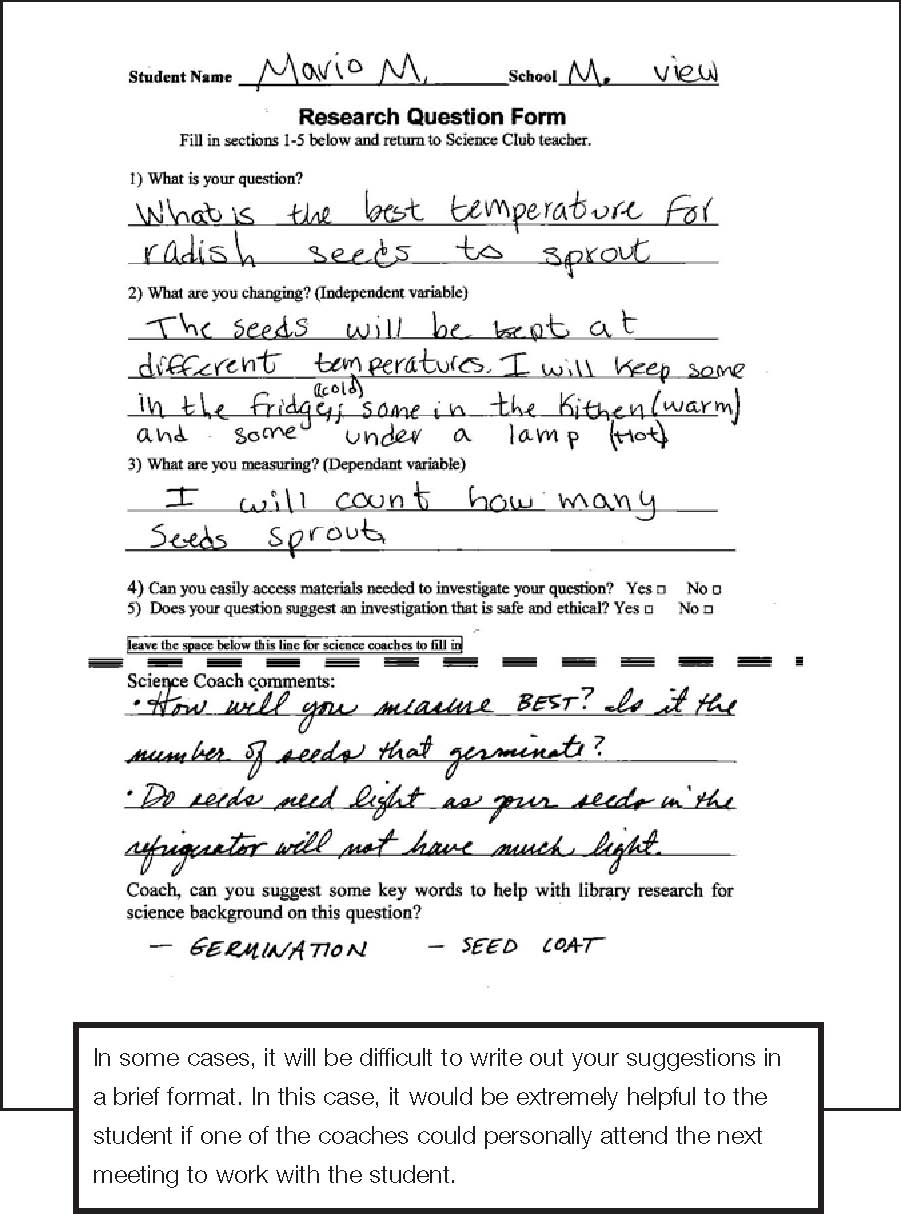 Student Name Mario M. School M. view
Research Question Form
Fill in sections 1-5 below and return to Science Club teacher.
1) What is your question?
What is the best temperature for
radish seeds to sprout
2) What are you changing? (Independent variable)
The seeds will be kept at
different temperatures. I will keep some
(cold)
in the fridge, some in the Kithen (warm)
and some under a lamp (Hot)
3) What are you measuring? (Dependant variable)
I will count how many
Seeds sprout
4) Can you easily access materials needed to investigate your question? Yes □ No □
5) Does your question suggest an investigation that is safe and ethical? Yes □ No □
leave the space below this line for science coaches to fill in
Science Coach comments:
• How will you measure BEST? Is it the
number of seeds that germinate?
• Do seeds need light as your seeds in the
refrigerator will not have much light.
Coach, can you suggest some key words to help with library research for
science background on this question?
— GERMINATION — SEED COAT
In some cases, it will be difficult to write out your suggestions in
a brief format. In this case, it would be extremely helpful to the
student if one of the coaches could personally attend the next
meeting to work with the student.